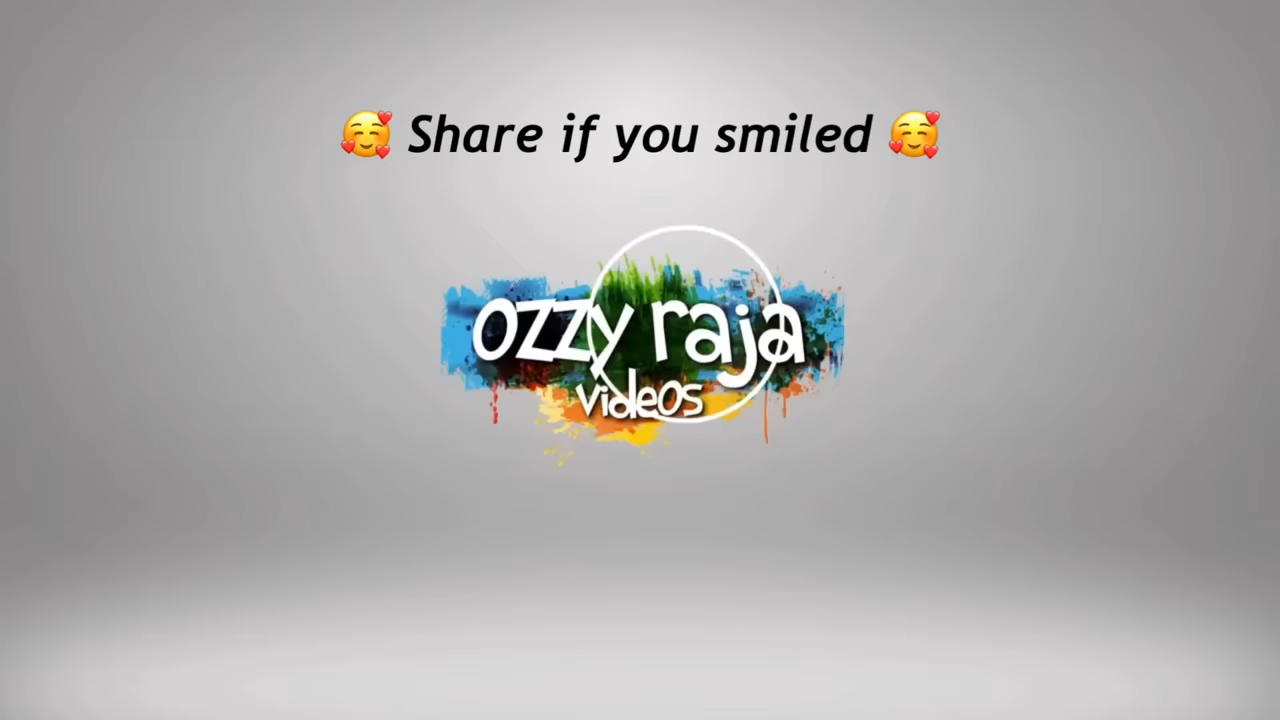 🥰 Share if you smiled 🥰
ozzy raja
videos